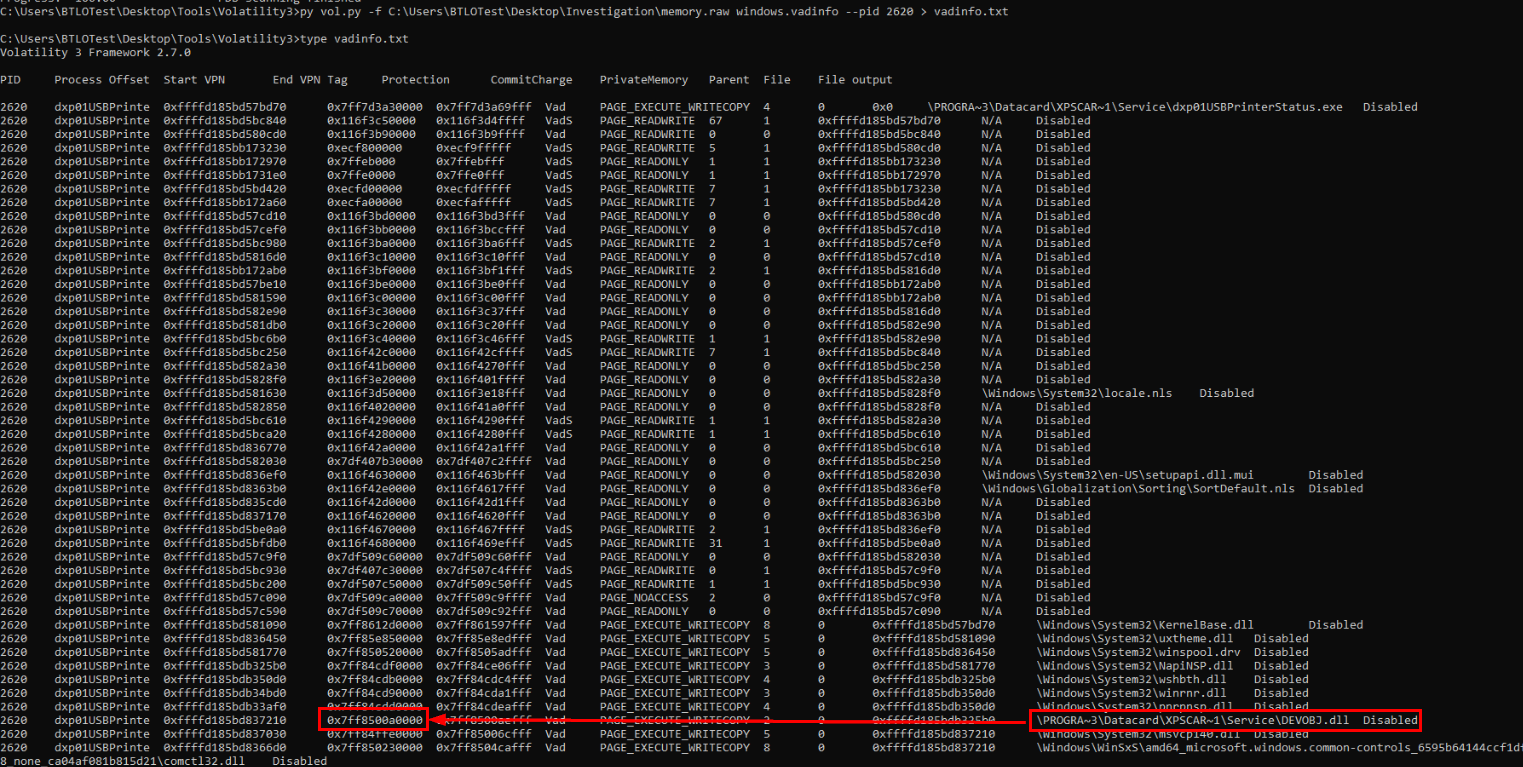 C:\Users\BTLOTest\Desktop\Tools\Volatility3>py vol.py -f C:\Users\BTLOTest\Desktop\Investigation\memory.raw windows.vadinfo --pid 2620 > vadinfo.txt
C:\Users\BTLOTest\Desktop\Tools\Volatility3>type vadinfo.txt
Volatility 3 Framework 2.7.0
PID Process Offset Start VPN End VPN Tag Protection CommitCharge PrivateMemory Parent File File output
2620 dxp01USBPrinte 0xffffd185bd57bd70 0x7ff7d3a30000 0x7ff7d3a69fff Vad PAGE_EXECUTE_WRITECOPY 4 0 0x0 \PROGRA~3\Datacard\XPSCAR~1\Service\dxp01USBPrinterStatus.exe Disabled
2620 dxp01USBPrinte 0xffffd185bd5bc840 0x116f3c50000 0x116f3d4ffff VadS PAGE_READWRITE 67 1 0xffffd185bd57bd70 N/A Disabled
2620 dxp01USBPrinte 0xffffd185bd580cd0 0x116f3b90000 0x116f3b9ffff Vad PAGE_READWRITE 0 0 0xffffd185bd5bc840 N/A Disabled
2620 dxp01USBPrinte 0xffffd185bb173230 0xecf800000 0xecf9fffff VadS PAGE_READWRITE 5 1 0xffffd185bd580cd0 N/A Disabled
2620 dxp01USBPrinte 0xffffd185bb172970 0x7ffeb000 0x7ffebfff VadS PAGE_READONLY 1 1 0xffffd185bb173230 N/A Disabled
2620 dxp01USBPrinte 0xffffd185bb1731e0 0x7ffe0000 0x7ffe0fff VadS PAGE_READONLY 1 1 0xffffd185bb172970 N/A Disabled
2620 dxp01USBPrinte 0xffffd185bd5bd420 0xecfd00000 0xecfdfffff VadS PAGE_READWRITE 7 1 0xffffd185bb173230 N/A Disabled
2620 dxp01USBPrinte 0xffffd185bb172a60 0xecfa00000 0xecfafffff VadS PAGE_READWRITE 7 1 0xffffd185bd5bd420 N/A Disabled
2620 dxp01USBPrinte 0xffffd185bd57cd10 0x116f3bd0000 0x116f3bd3fff Vad PAGE_READONLY 0 0 0xffffd185bd580cd0 N/A Disabled
2620 dxp01USBPrinte 0xffffd185bd57cef0 0x116f3bb0000 0x116f3bccfff Vad PAGE_READONLY 0 0 0xffffd185bd57cd10 N/A Disabled
2620 dxp01USBPrinte 0xffffd185bd5bc980 0x116f3ba0000 0x116f3ba6fff VadS PAGE_READWRITE 2 1 0xffffd185bd57cef0 N/A Disabled
2620 dxp01USBPrinte 0xffffd185bd5816d0 0x116f3c10000 0x116f3c10fff Vad PAGE_READONLY 0 0 0xffffd185bd57cd10 N/A Disabled
2620 dxp01USBPrinte 0xffffd185bb172ab0 0x116f3bf0000 0x116f3bf1fff VadS PAGE_READWRITE 2 1 0xffffd185bd5816d0 N/A Disabled
2620 dxp01USBPrinte 0xffffd185bd57be10 0x116f3be0000 0x116f3be0fff Vad PAGE_READONLY 0 0 0xffffd185bb172ab0 N/A Disabled
2620 dxp01USBPrinte 0xffffd185bd581590 0x116f3c00000 0x116f3c00fff Vad PAGE_READONLY 0 0 0xffffd185bb172ab0 N/A Disabled
2620 dxp01USBPrinte 0xffffd185bd582e90 0x116f3c30000 0x116f3c37fff Vad PAGE_READONLY 0 0 0xffffd185bd5816d0 N/A Disabled
2620 dxp01USBPrinte 0xffffd185bd581db0 0x116f3c20000 0x116f3c20fff Vad PAGE_READONLY 0 0 0xffffd185bd582e90 N/A Disabled
2620 dxp01USBPrinte 0xffffd185bd5bc6b0 0x116f3c40000 0x116f3c46fff VadS PAGE_READWRITE 1 1 0xffffd185bd582e90 N/A Disabled
2620 dxp01USBPrinte 0xffffd185bd5bc250 0x116f42c0000 0x116f42cffff VadS PAGE_READWRITE 7 1 0xffffd185bd5bc840 N/A Disabled
2620 dxp01USBPrinte 0xffffd185bd582a30 0x116f41b0000 0x116f4270fff Vad PAGE_READONLY 0 0 0xffffd185bd5bc250 N/A Disabled
2620 dxp01USBPrinte 0xffffd185bd5828f0 0x116f3e20000 0x116f401ffff Vad PAGE_READONLY 0 0 0xffffd185bd582a30 N/A Disabled
2620 dxp01USBPrinte 0xffffd185bd581630 0x116f3d50000 0x116f3e18fff Vad PAGE_READONLY 0 0 0xffffd185bd5828f0 \Windows\System32\locale.nls Disabled
2620 dxp01USBPrinte 0xffffd185bd582850 0x116f4020000 0x116f41a0fff Vad PAGE_READONLY 0 0 0xffffd185bd5828f0 N/A Disabled
2620 dxp01USBPrinte 0xffffd185bd5bc610 0x116f4290000 0x116f4290fff VadS PAGE_READWRITE 1 1 0xffffd185bd582a30 N/A Disabled
2620 dxp01USBPrinte 0xffffd185bd5bca20 0x116f4280000 0x116f4280fff VadS PAGE_READWRITE 1 1 0xffffd185bd5bc610 N/A Disabled
2620 dxp01USBPrinte 0xffffd185bd836770 0x116f42a0000 0x116f42a1fff Vad PAGE_READONLY 0 0 0xffffd185bd5bc610 N/A Disabled
2620 dxp01USBPrinte 0xffffd185bd582030 0x7df407b30000 0x7df407c2ffff Vad PAGE_READONLY 0 0 0xffffd185bd5bc250 N/A Disabled
2620 dxp01USBPrinte 0xffffd185bd836ef0 0x116f4630000 0x116f463bfff Vad PAGE_READONLY 0 0 0xffffd185bd582030 \Windows\System32\en-US\setupapi.dll.mui Disabled
2620 dxp01USBPrinte 0xffffd185bd8363b0 0x116f42e0000 0x116f4617fff Vad PAGE_READONLY 0 0 0xffffd185bd836ef0 \Windows\Globalization\Sorting\SortDefault.nls Disabled
2620 dxp01USBPrinte 0xffffd185bd835cd0 0x116f42d0000 0x116f42d1fff Vad PAGE_READONLY 0 0 0xffffd185bd8363b0 N/A Disabled
2620 dxp01USBPrinte 0xffffd185bd837170 0x116f4620000 0x116f4620fff Vad PAGE_READONLY 0 0 0xffffd185bd8363b0 N/A Disabled
2620 dxp01USBPrinte 0xffffd185bd5be0a0 0x116f4670000 0x116f467ffff VadS PAGE_READWRITE 2 1 0xffffd185bd836ef0 N/A Disabled
2620 dxp01USBPrinte 0xffffd185bd5bfdb0 0x116f4680000 0x116f469efff VadS PAGE_READWRITE 31 1 0xffffd185bd5be0a0 N/A Disabled
2620 dxp01USBPrinte 0xffffd185bd57c9f0 0x7df509c60000 0x7df509c60fff Vad PAGE_READONLY 0 0 0xffffd185bd582030 N/A Disabled
2620 dxp01USBPrinte 0xffffd185bd5bc930 0x7df407c30000 0x7df507c4ffff VadS PAGE_READWRITE 0 1 0xffffd185bd57c9f0 N/A Disabled
2620 dxp01USBPrinte 0xffffd185bd5bc200 0x7df507c50000 0x7df509c50fff VadS PAGE_READWRITE 1 1 0xffffd185bd5bc930 N/A Disabled
2620 dxp01USBPrinte 0xffffd185bd57c090 0x7df509ca0000 0x7df509c9ffff Vad PAGE_NOACCESS 2 0 0xffffd185bd57c9f0 N/A Disabled
2620 dxp01USBPrinte 0xffffd185bd57c590 0x7df509c70000 0x7df509c92fff Vad PAGE_READONLY 0 0 0xffffd185bd57c090 N/A Disabled
2620 dxp01USBPrinte 0xffffd185bd581090 0x7ff8612d0000 0x7ff861597fff Vad PAGE_EXECUTE_WRITECOPY 8 0 0xffffd185bd57bd70 \Windows\System32\KernelBase.dll Disabled
2620 dxp01USBPrinte 0xffffd185bd836450 0x7ff85e850000 0x7ff85e8edfff Vad PAGE_EXECUTE_WRITECOPY 5 0 0xffffd185bd581090 \Windows\System32\uxtheme.dll Disabled
2620 dxp01USBPrinte 0xffffd185bd581770 0x7ff850520000 0x7ff8505adfff Vad PAGE_EXECUTE_WRITECOPY 5 0 0xffffd185bd836450 \Windows\System32\winspool.drv Disabled
2620 dxp01USBPrinte 0xffffd185bdb325b0 0x7ff84cdf0000 0x7ff84ce06fff Vad PAGE_EXECUTE_WRITECOPY 3 0 0xffffd185bd581770 \Windows\System32\NapiNSP.dll Disabled
2620 dxp01USBPrinte 0xffffd185bdb350d0 0x7ff84cdb0000 0x7ff84cdc4fff Vad PAGE_EXECUTE_WRITECOPY 4 0 0xffffd185bdb325b0 \Windows\System32\wshbth.dll Disabled
2620 dxp01USBPrinte 0xffffd185bdb34bd0 0x7ff84cd90000 0x7ff84cda1fff Vad PAGE_EXECUTE_WRITECOPY 3 0 0xffffd185bdb350d0 \Windows\System32\winrnr.dll Disabled
2620 dxp01USBPrinte 0xffffd185bdb33af0 0x7ff84cdd0000 0x7ff84cdeafff Vad PAGE_EXECUTE_WRITECOPY 4 0 0xffffd185bdb350d0 \Windows\System32\pnrpnsp.dll Disabled
2620 dxp01USBPrinte 0xffffd185bd837210 0x7ff8500a0000 Vad PAGE_EXECUTE_WRITECOPY 2 0 0xffffd185bdb325b0 \PROGRA~3\Datacard\XPSCAR~1\Service\DEVOBJ.dll Disabled
2620 dxp01USBPrinte 0xffffd185bd837030 0x7ff84ffe0000 0x7ff85006cfff Vad PAGE_EXECUTE_WRITECOPY 5 0 0xffffd185bd837210 \Windows\System32\msvcp140.dll Disabled
2620 dxp01USBPrinte 0xffffd185bd8366d0 0x7ff850230000 0x7ff8504cafff Vad PAGE_EXECUTE_WRITECOPY 8 0 0xffffd185bd837210 \Windows\WinSxS\amd64_microsoft.windows.common-controls_6595b64144ccf1d
8_none_ca04af081b815d21\comctl32.dll Disabled